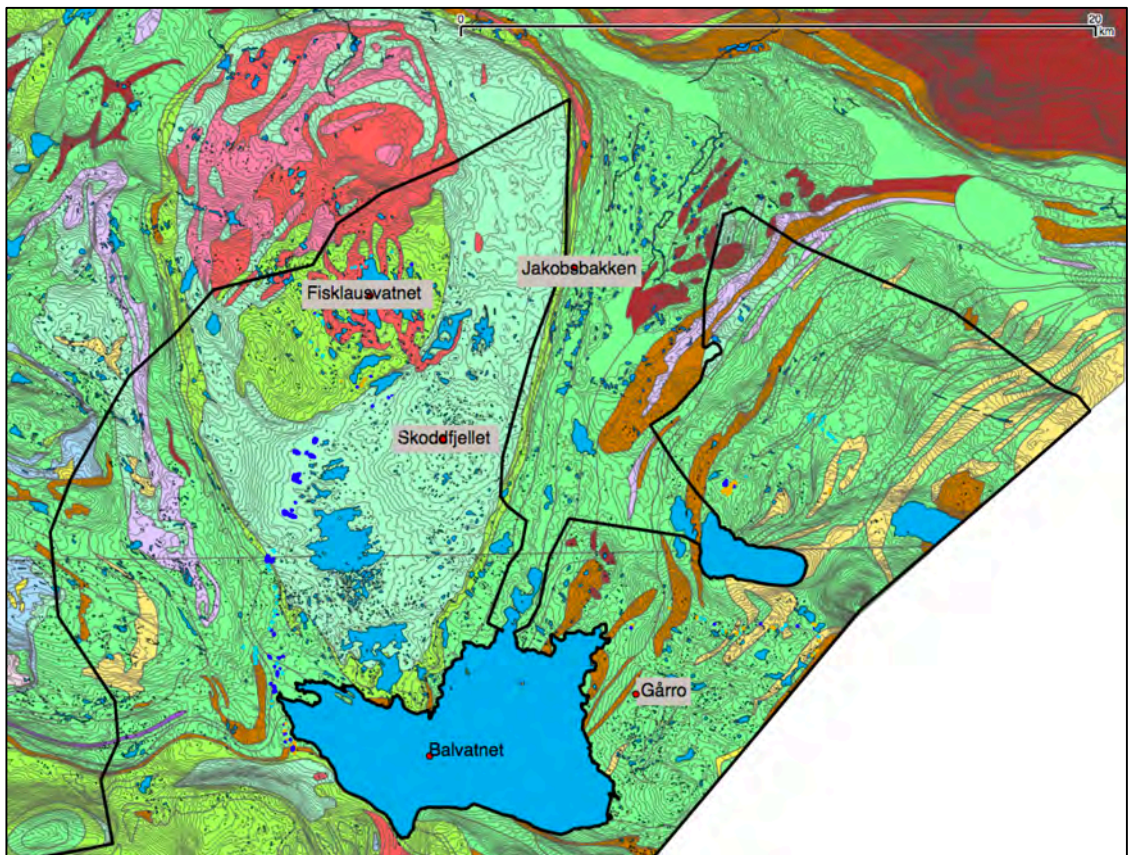 0
20
km
Jakobsbakken
Fisklausvatnet
Skoddfjellet
Gårro
Balvatnet